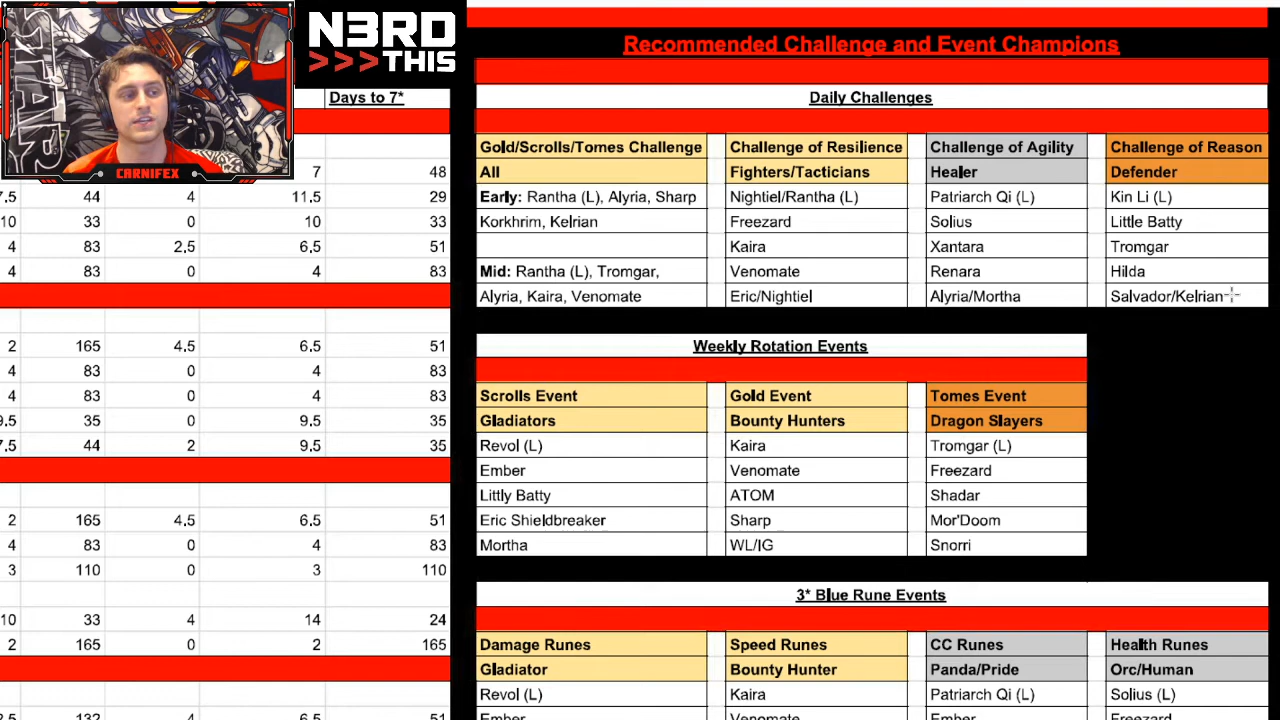 N3RD
>>>THIS
CARNIFEX
Days to 7*
7 48
7.5 44 4 11.5 29
10 33 0 10 33
4 83 2.5 6.5 51
4 83 0 4 83
2 165 4.5 6.5 51
4 83 0 4 83
4 83 0 4 83
9.5 35 0 9.5 35
7.5 44 2 9.5 35
2 165 4.5 6.5 51
4 83 0 4 83
3 110 0 3 110
10 33 4 14 24
2 165 0 2 165
132 4 6.5 51
Recommended Challenge and Event Champions
Daily Challenges
Gold/Scrolls/Tomes Challenge Challenge of Resilience Challenge of Agility Challenge of Reason
All Fighters/Tacticians Healer Defender
Early: Rantha (L), Alyria, Sharp Nightiel/Rantha (L) Patriarch Qi (L) Kin Li (L)
Korkhrim, Kelrian Freezard Solius Little Batty
Kaira Xantara Tromgar
Mid: Rantha (L), Tromgar, Venomate Renara Hilda
Alyria, Kaira, Venomate Eric/Nightiel Alyria/Mortha Salvador/Kelrian
Weekly Rotation Events
Scrolls Event Gold Event Tomes Event
Gladiators Bounty Hunters Dragon Slayers
Revol (L) Kaira Tromgar (L)
Ember Venomate Freezard
Littly Batty ATOM Shadar
Eric Shieldbreaker Sharp Mor'Doom
Mortha WL/IG Snorri
3* Blue Rune Events
Damage Runes Speed Runes CC Runes Health Runes
Gladiator Bounty Hunter Panda/Pride Orc/Human
Revol (L) Kaira Patriarch Qi (L) Solius (L)
Ember Venomate Ember Freezard